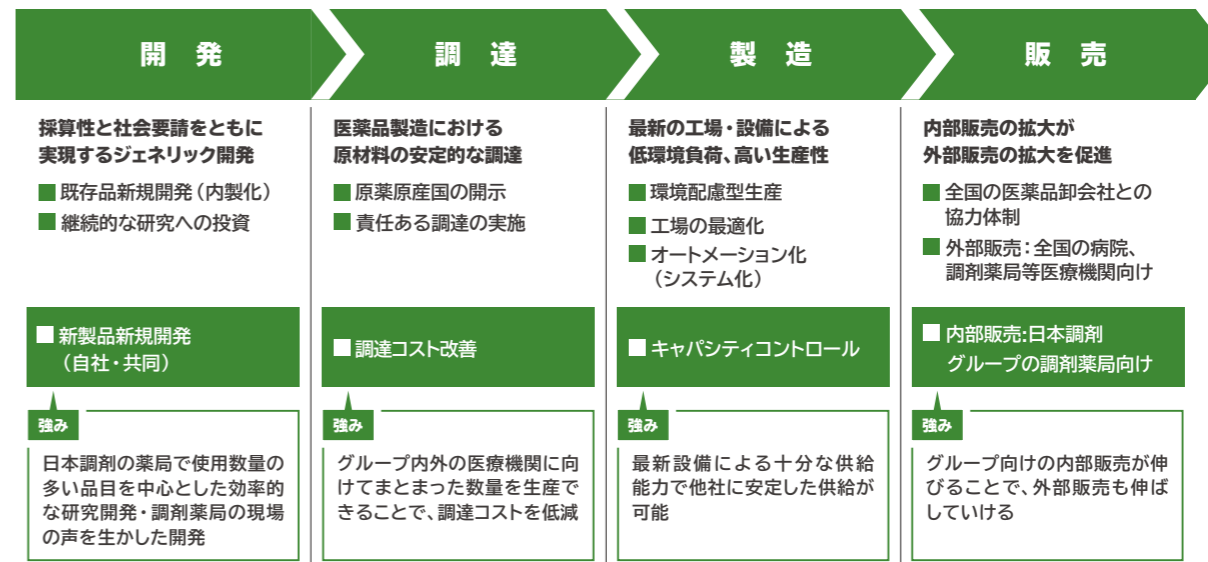 開 発
採算性と社会要請をともに
実現するジェネリック開発
既存品新規開発（内製化）
継続的な研究への投資
新製品新規開発
（自社・共同）
強み
日本調剤の薬局で使用数量の
多い品目を中心とした効率的
な研究開発・調剤薬局の現場
の声を生かした開発
調 達
医薬品製造における
原材料の安定的な調達
原薬原産国の開示
責任ある調達の実施
調達コスト改善
強み
グループ内外の医療機関に向
けてまとまった数量を生産で
きることで、調達コストを低減
製 造
最新の工場・設備による
低環境負荷、高い生産性
環境配慮型生産
工場の最適化
オートメーション化
（システム化）
キャパシティコントロール
強み
最新設備による十分な供給
能力で他社に安定した供給が
可能
販 売
内部販売の拡大が
外部販売の拡大を促進
全国の医薬品卸会社との
協力体制
外部販売：全国の病院、
調剤薬局等医療機関向け
内部販売:日本調剤
グループの調剤薬局向け
強み
グループ向けの内部販売が伸
びることで、外部販売も伸ば
していける